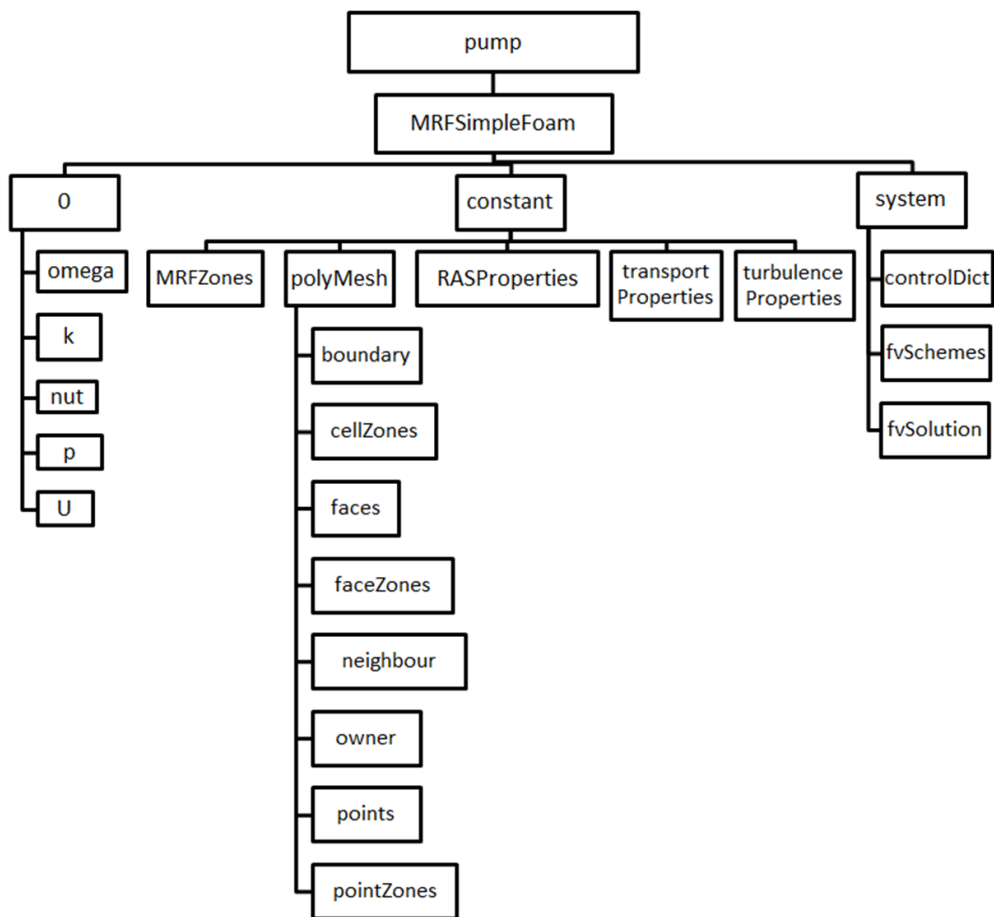 pump
MRFSimpleFoam
0
constant
system
omega
k
nut
p
U
MRFZones
polyMesh
RASProperties
transport
Properties
turbulence
Properties
boundary
cellZones
faces
faceZones
neighbour
owner
points
pointZones
controlDict
fvSchemes
fvSolution